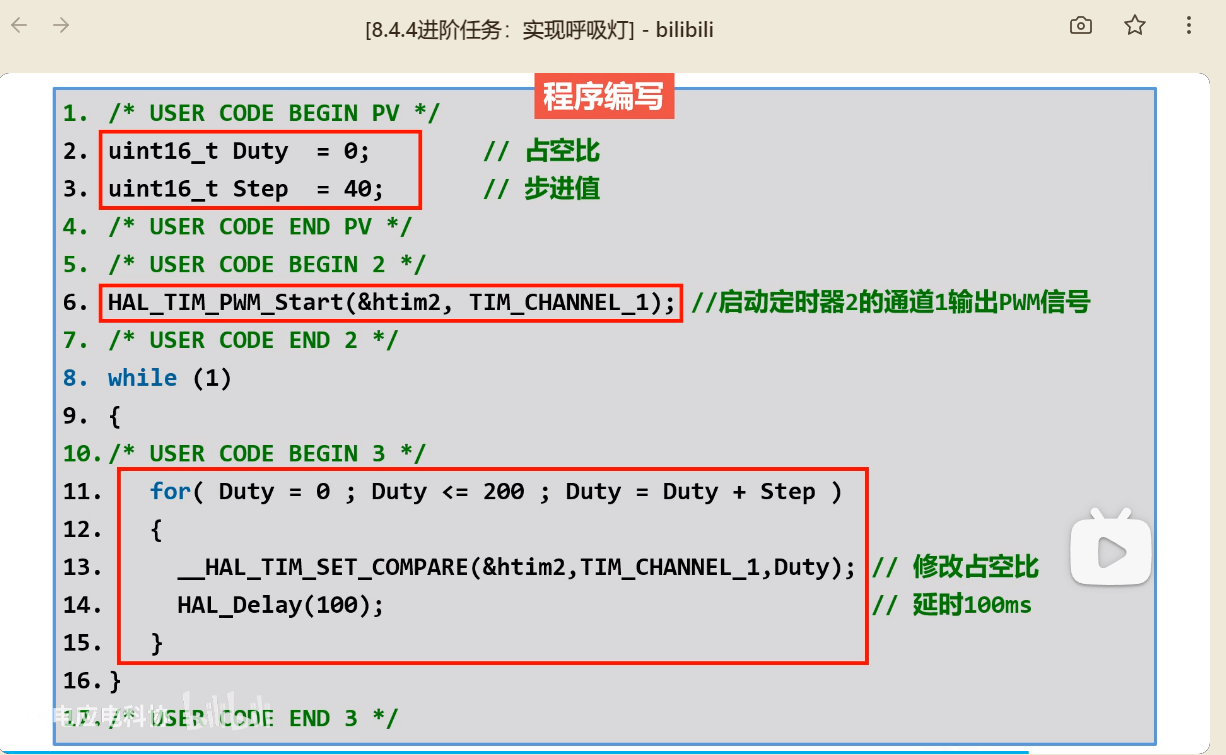 [8.4.4进阶任务：实现呼吸灯] - bilibili
程序编写
1. /* USER CODE BEGIN PV */
2. uint16_t Duty = 0; // 占空比
3. uint16_t Step = 40; // 步进值
4. /* USER CODE END PV */
5. /* USER CODE BEGIN 2 */
6. HAL_TIM_PWM_Start(&htim2, TIM_CHANNEL_1); //启动定时器2的通道1输出PWM信号
7. /* USER CODE END 2 */
8. while (1)
9. {
10. /* USER CODE BEGIN 3 */
11. for( Duty = 0 ; Duty <= 200 ; Duty = Duty + Step )
12. {
13. __HAL_TIM_SET_COMPARE(&htim2,TIM_CHANNEL_1,Duty); // 修改占空比
14. HAL_Delay(100); // 延时100ms
15. }
16. }
17. /* USER CODE END 3 */
bilibili